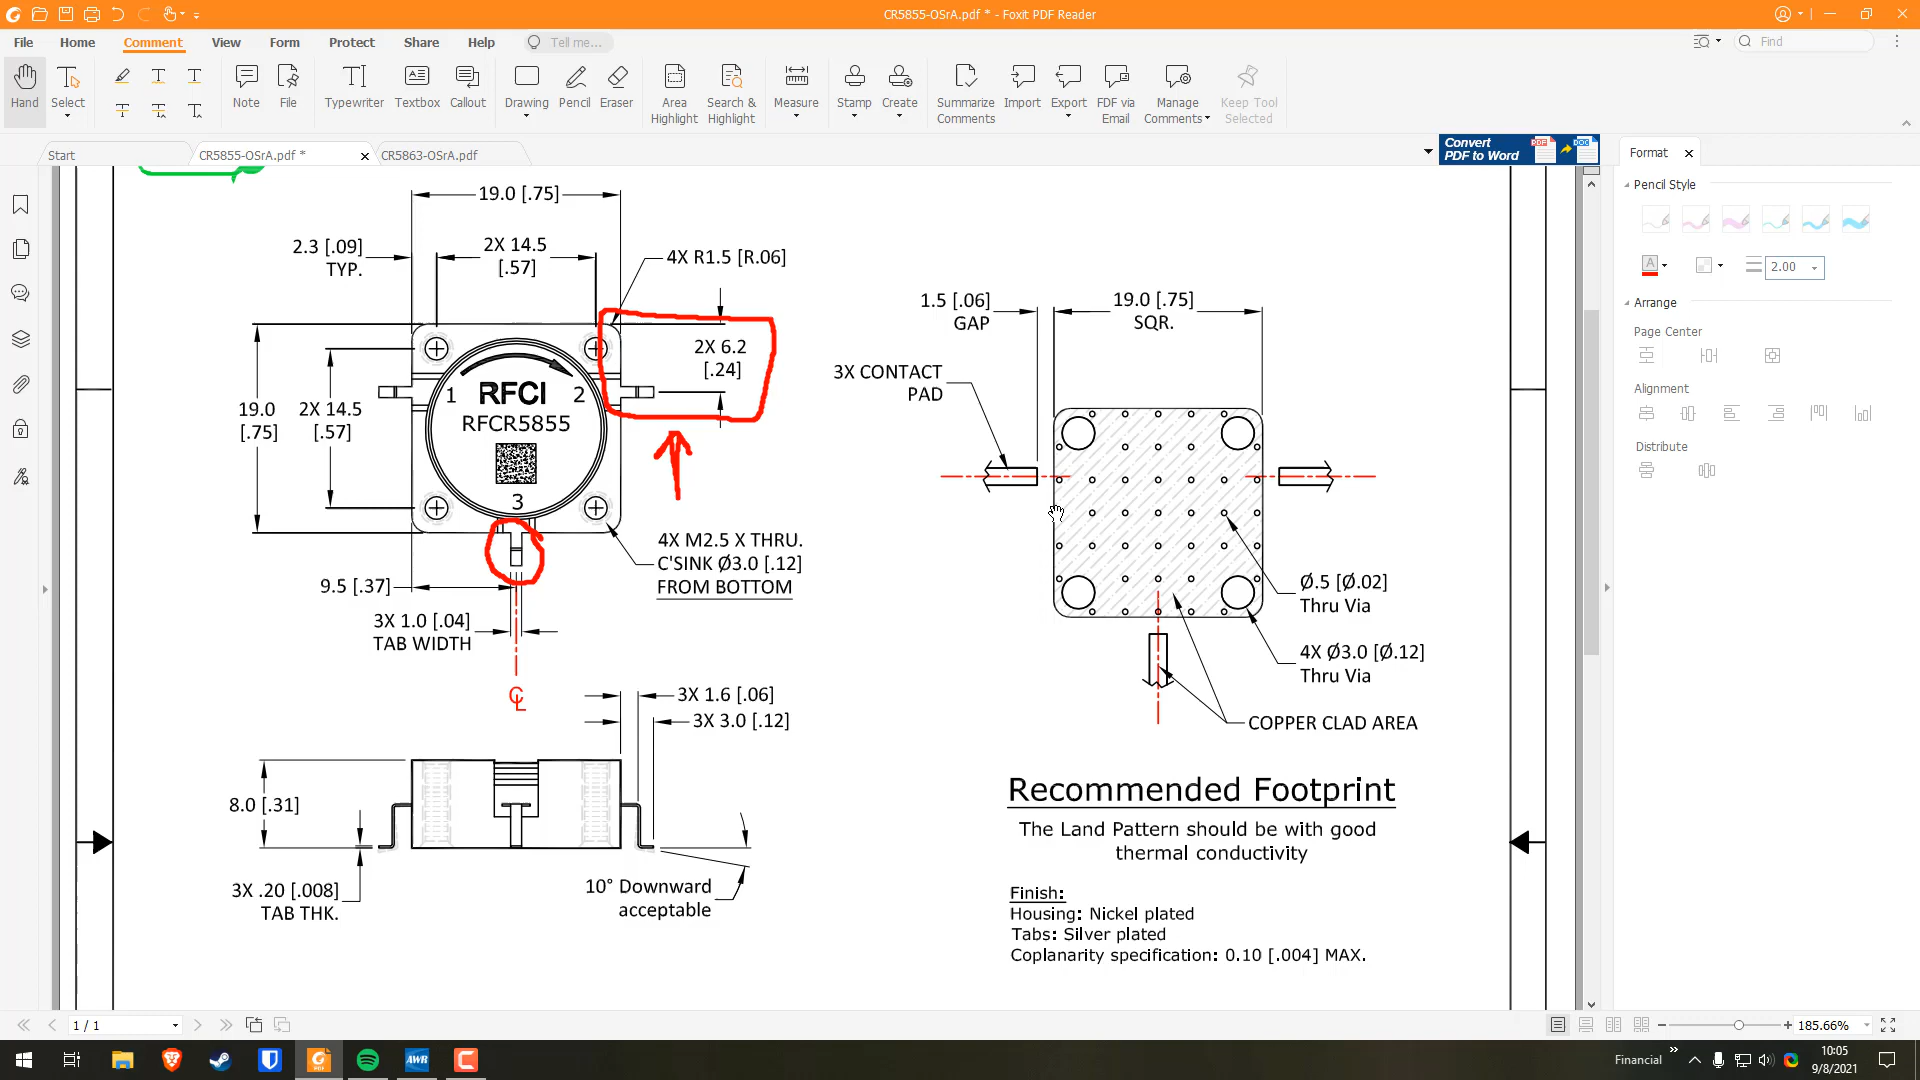 CR5855-OSrA.pdf * - Foxit PDF Reader
File Home Comment View Form Protect Share Help Tell me... Find
Hand Select Note File Typewriter Textbox Callout Drawing Pencil Eraser Area Highlight Search & Highlight Measure Stamp Create Summarize Comments Import Export FDF via Email Manage Comments Keep Tool Selected
Start CR5855-OSrA.pdf * CR5863-OSrA.pdf
Convert PDF to Word
PDF DOC
Format
Pencil Style
2.00
Arrange
Page Center
Alignment
Distribute
19.0 [.75]
2.3 [.09]
TYP.
2X 14.5
[.57]
4X R1.5 [R.06]
2X 6.2
[.24]
19.0
[.75]
2X 14.5
[.57]
1 RFCI 2
RFCR5855
3
4X M2.5 X THRU.
C'SINK Ø3.0 [.12]
FROM BOTTOM
9.5 [.37]
3X 1.0 [.04]
TAB WIDTH
CL
3X 1.6 [.06]
3X 3.0 [.12]
8.0 [.31]
3X .20 [.008]
TAB THK.
10° Downward
acceptable
1.5 [.06]
GAP
19.0 [.75]
SQR.
3X CONTACT
PAD
Ø.5 [Ø.02]
Thru Via
4X Ø3.0 [Ø.12]
Thru Via
COPPER CLAD AREA
Recommended Footprint
The Land Pattern should be with good
thermal conductivity
Finish:
Housing: Nickel plated
Tabs: Silver plated
Coplanarity specification: 0.10 [.004] MAX.
1 / 1
185.66%
PDF
AWR
C
Financial
10:05
9/8/2021